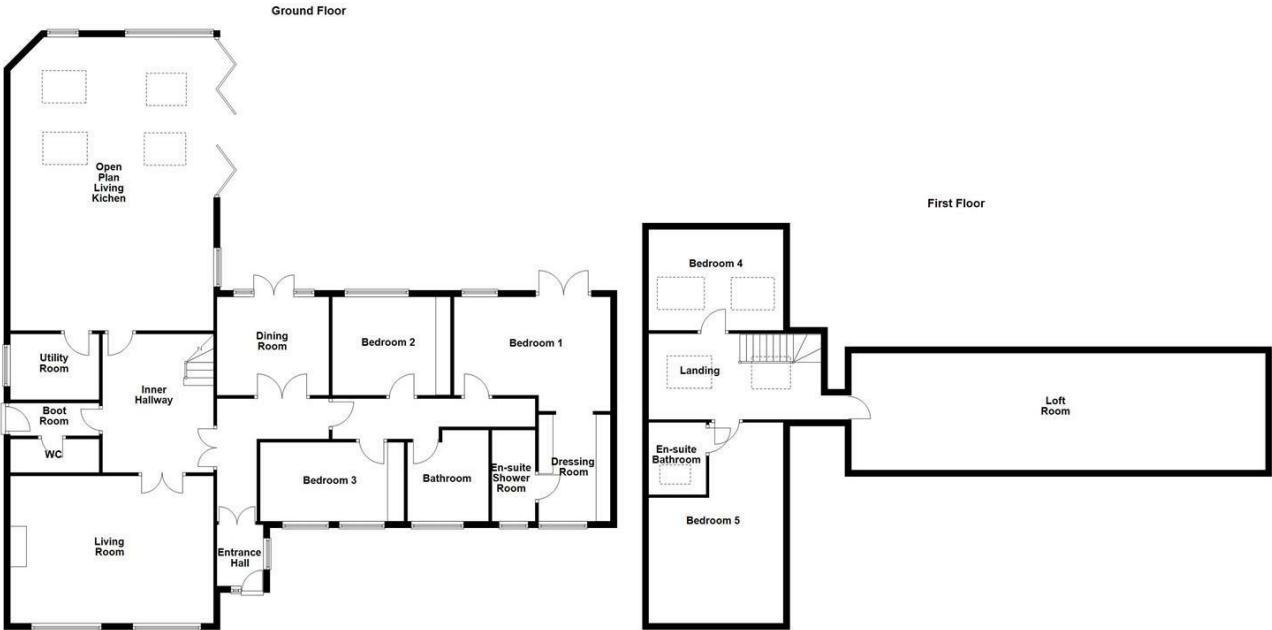 Ground Floor
Open
Plan
Living
Kichen
Utility
Room
Boot
Room
WC
Inner
Hallway
Dining
Room
Bedroom 2
Bedroom 1
Bedroom 3
Bathroom
En-suite
Shower
Room
Dressing
Room
Living
Room
Entrance
Hall
First Floor
Bedroom 4
Landing
Loft
Room
En-suite
Bathroom
Bedroom 5